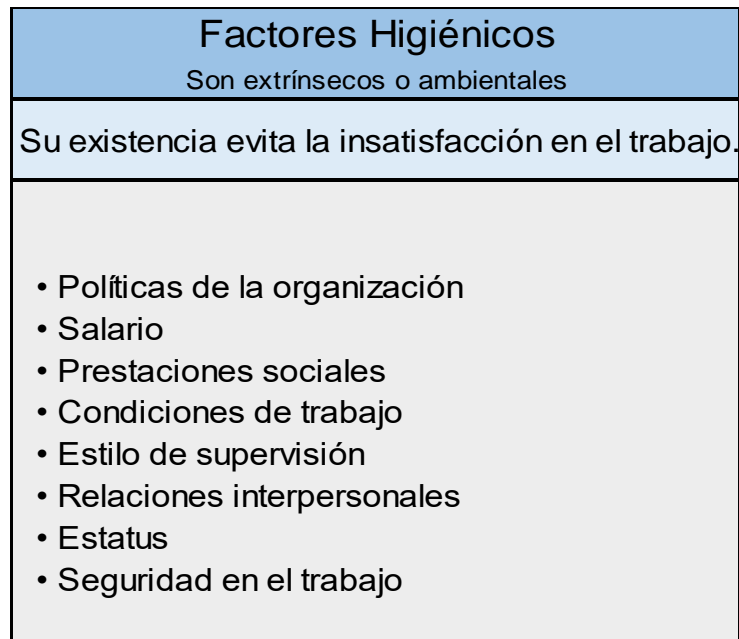 Factores Higiénicos
Son extrínsecos o ambientales
Su existencia evita la insatisfacción en el trabajo.
• Políticas de la organización
• Salario
• Prestaciones sociales
• Condiciones de trabajo
• Estilo de supervisión
• Relaciones interpersonales
• Estatus
• Seguridad en el trabajo